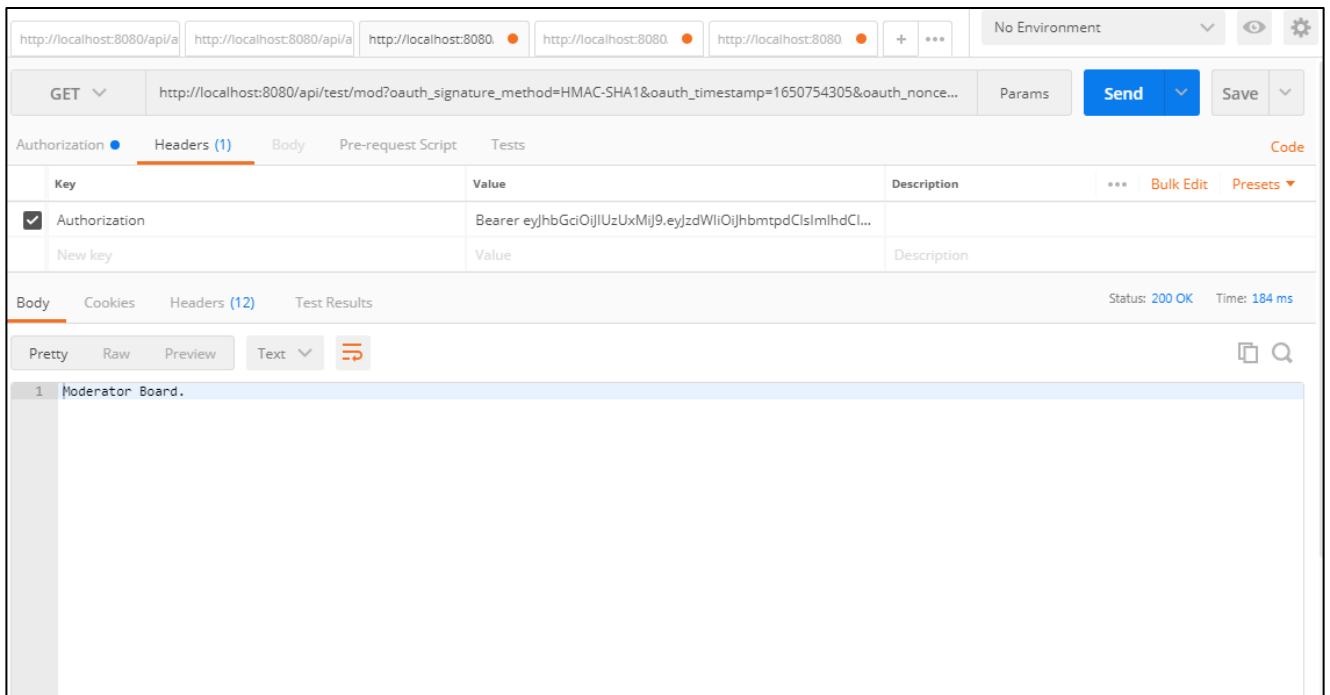 http://localhost:8080/api/a http://localhost:8080/api/a http://localhost:8080. http://localhost:8080. http://localhost:8080 + ••• No Environment
GET http://localhost:8080/api/test/mod?oauth_signature_method=HMAC-SHA1&oauth_timestamp=1650754305&oauth_nonce... Params Send Save
Authorization Headers (1) Body Pre-request Script Tests Code
Key Value Description ••• Bulk Edit Presets
Authorization Bearer eyJhbGciOiJIUzUxMiJ9.eyJzdWIiOiJhbmtpdCIsImlhdCI...
New key Value Description
Body Cookies Headers (12) Test Results Status: 200 OK Time: 184 ms
Pretty Raw Preview Text
1 Moderator Board.